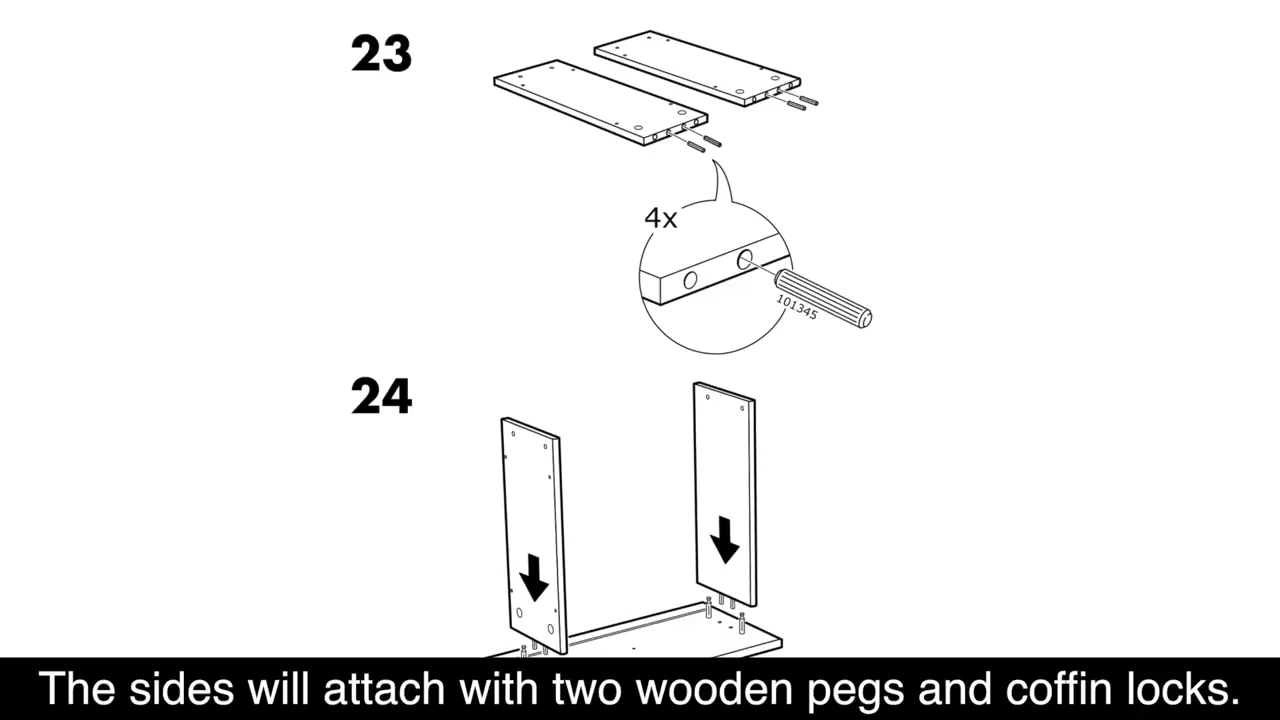 23
4x
101345
24
The sides will attach with two wooden pegs and coffin locks.